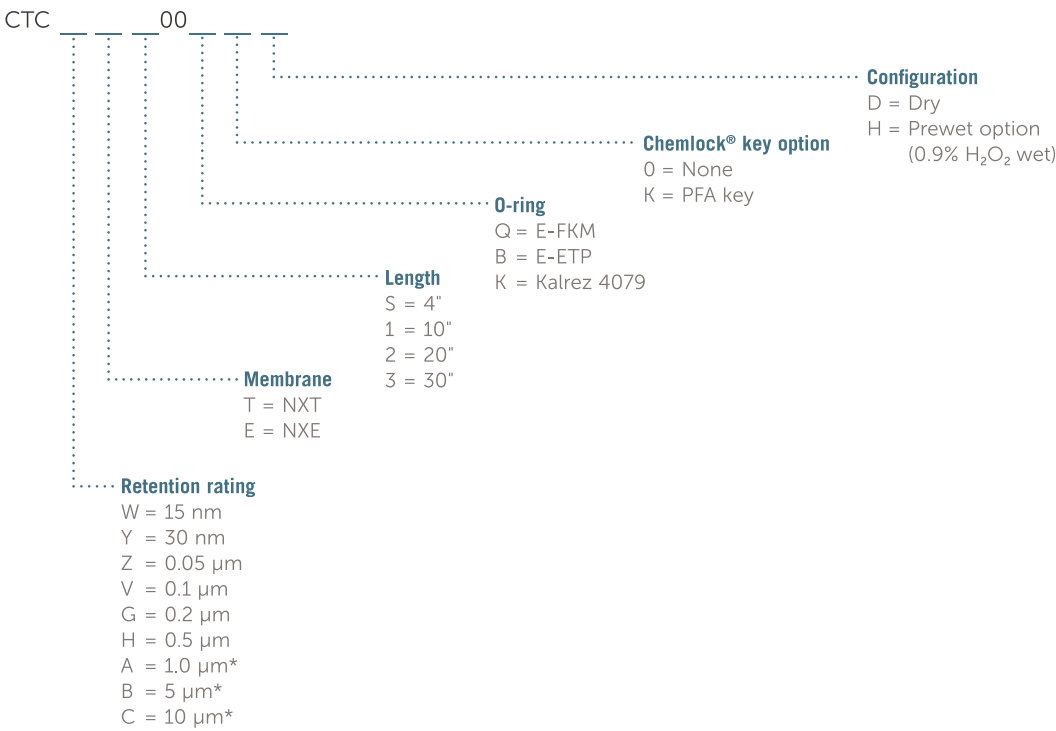 CTC __ __ __ 00 __ __ __
Configuration
D = Dry
H = Prewet option
(0.9% H₂O₂ wet)
Chemlock® key option
0 = None
K = PFA key
O-ring
Q = E-FKM
B = E-ETP
K = Kalrez 4079
Length
S = 4"
1 = 10"
2 = 20"
3 = 30"
Membrane
T = NXT
E = NXE
Retention rating
W = 15 nm
Y = 30 nm
Z = 0.05 µm
V = 0.1 µm
G = 0.2 µm
H = 0.5 µm
A = 1.0 µm*
B = 5 µm*
C = 10 µm*